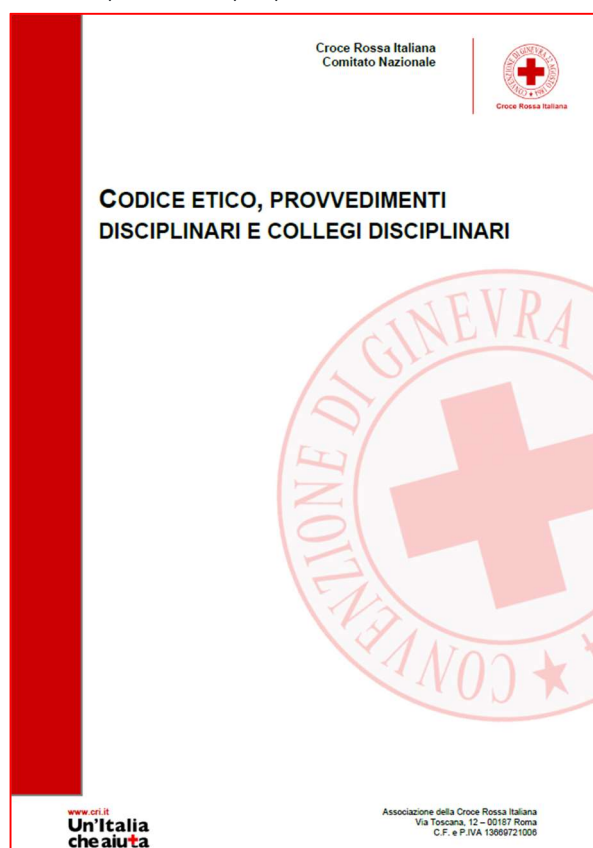 Croce Rossa Italiana
Comitato Nazionale
CONVENZIONE DI GINEVRA 22 AGOSTO 1864
Croce Rossa Italiana
CODICE ETICO, PROVVEDIMENTI
DISCIPLINARI E COLLEGI DISCIPLINARI
CONVENZIONE DI GINEVRA
www.cri.it
Un'Italia
che aiuta
Associazione della Croce Rossa Italiana
Via Toscana, 12 – 00187 Roma
C.F. e P.IVA 13669721006